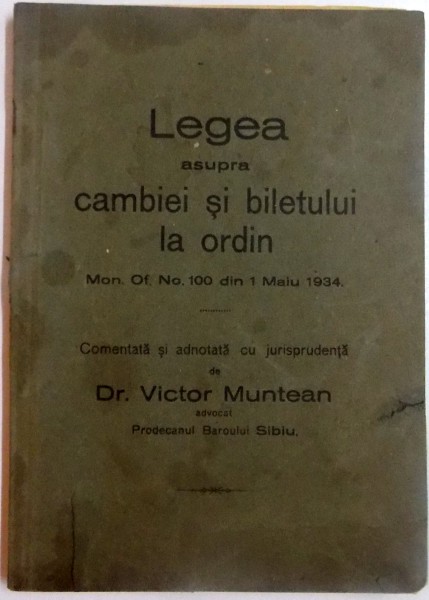 Legea
asupra
cambiei și biletului
la ordin
Mon. Of. No. 100 din 1 Maiu 1934.
Comentată și adnotată cu jurisprudență
de
Dr. Victor Muntean
advocat
Prodecanul Baroului Sibiu.